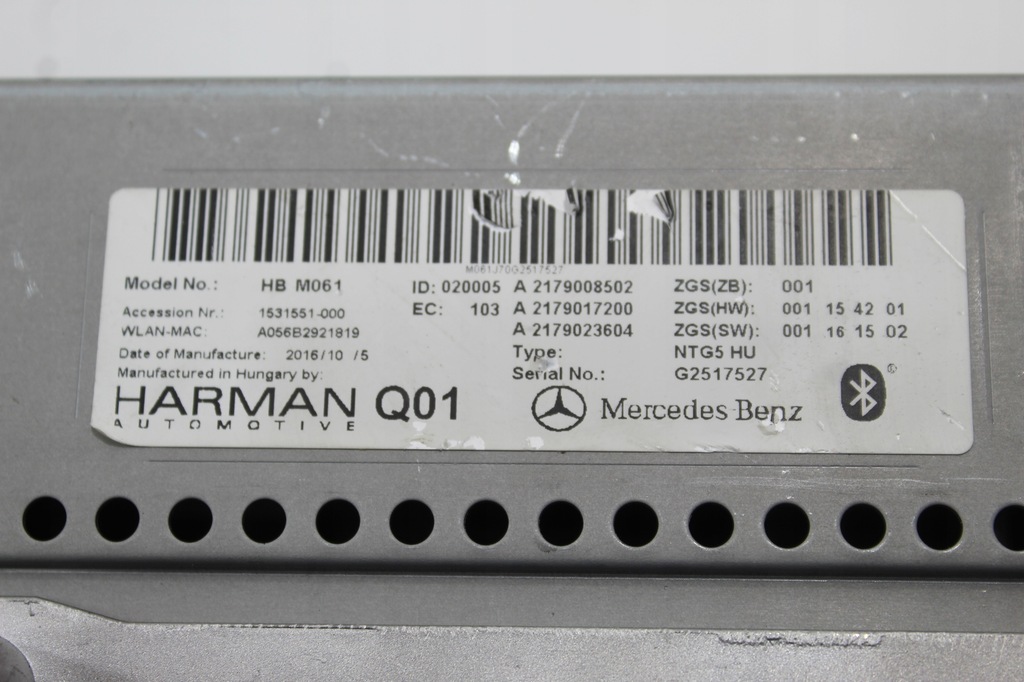 M061J70G2517527
Model No.: HB M061 ID: 020005 A 2179008502 ZGS(ZB): 001
Accession Nr.: 1531551-000 EC: 103 A 2179017200 ZGS(HW): 001 15 42 01
WLAN-MAC: A056B2921819 A 2179023604 ZGS(SW): 001 16 15 02
Date of Manufacture: 2016/10 /5 Type: NTG5 HU
Manufactured in Hungary by: Serial No.: G2517527
HARMAN Q01 Mercedes-Benz ®
AUTOMOTIVE